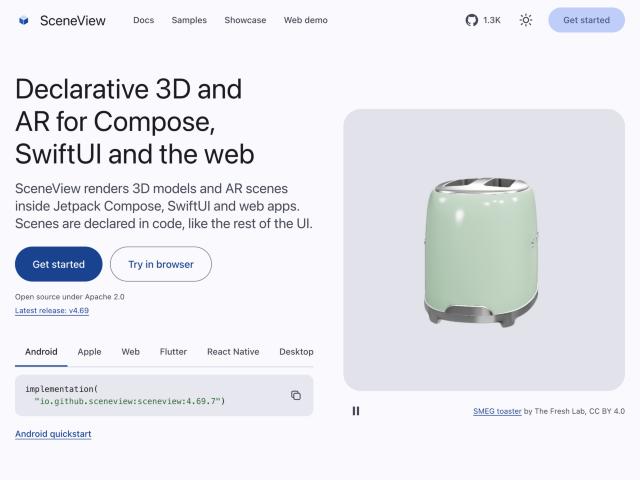 SceneView
Docs
Samples
Showcase
Web demo
1.3K
Get started
Declarative 3D and
AR for Compose,
SwiftUI and the web
SceneView renders 3D models and AR scenes
inside Jetpack Compose, SwiftUI and web apps.
Scenes are declared in code, like the rest of the UI.
Get started
Try in browser
Open source under Apache 2.0
Latest release: v4.69
Android
Apple
Web
Flutter
React Native
Desktop
implementation(
"io.github.sceneview:sceneview:4.69.7")
Android quickstart
SMEG toaster by The Fresh Lab, CC BY 4.0